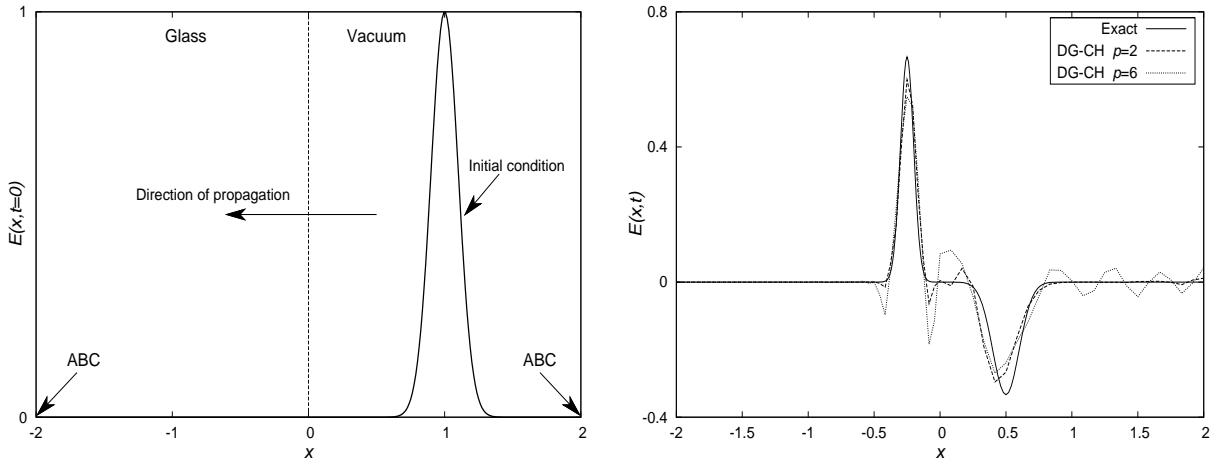 1
Glass
Vacuum
Initial condition
Direction of propagation
E(x,t=0)
ABC
ABC
0
-2
-1
0
1
2
x
0.8
0.4
0
-0.4
E(x,t)
Exact
DG-CH p=2
DG-CH p=6
-2
-1.5
-1
-0.5
0
0.5
1
1.5
2
x